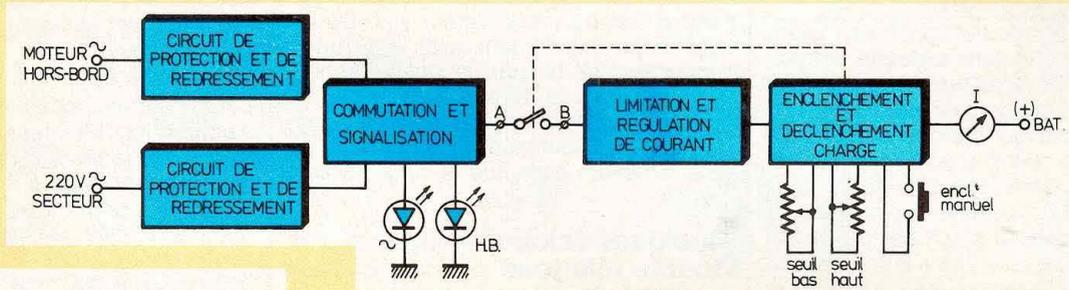 MOTEUR
HORS-BORD
CIRCUIT DE
PROTECTION ET DE
REDRESSEMENT
220 V
SECTEUR
CIRCUIT DE
PROTECTION ET DE
REDRESSEMENT
COMMUTATION ET
SIGNALISATION
H.B.
A
B
LIMITATION ET
REGULATION
DE COURANT
ENCLENCHEMENT
ET
DECLENCHEMENT
CHARGE
seuil
bas
seuil
haut
encl.t
manuel
I
(+)
BAT.